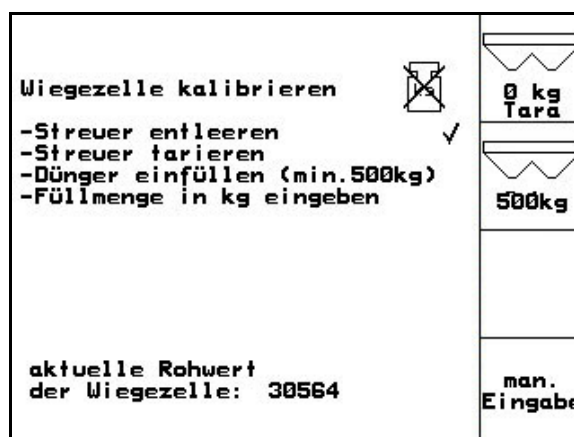 Wiegezelle kalibrieren
-Streuer entleeren
-Streuer tarieren
-Dünger einfüllen (min.500kg)
-Füllmenge in kg eingeben
aktuelle Rohwert
der Wiegezelle: 30564
0 kg
Tara
500kg
man.
Eingabe